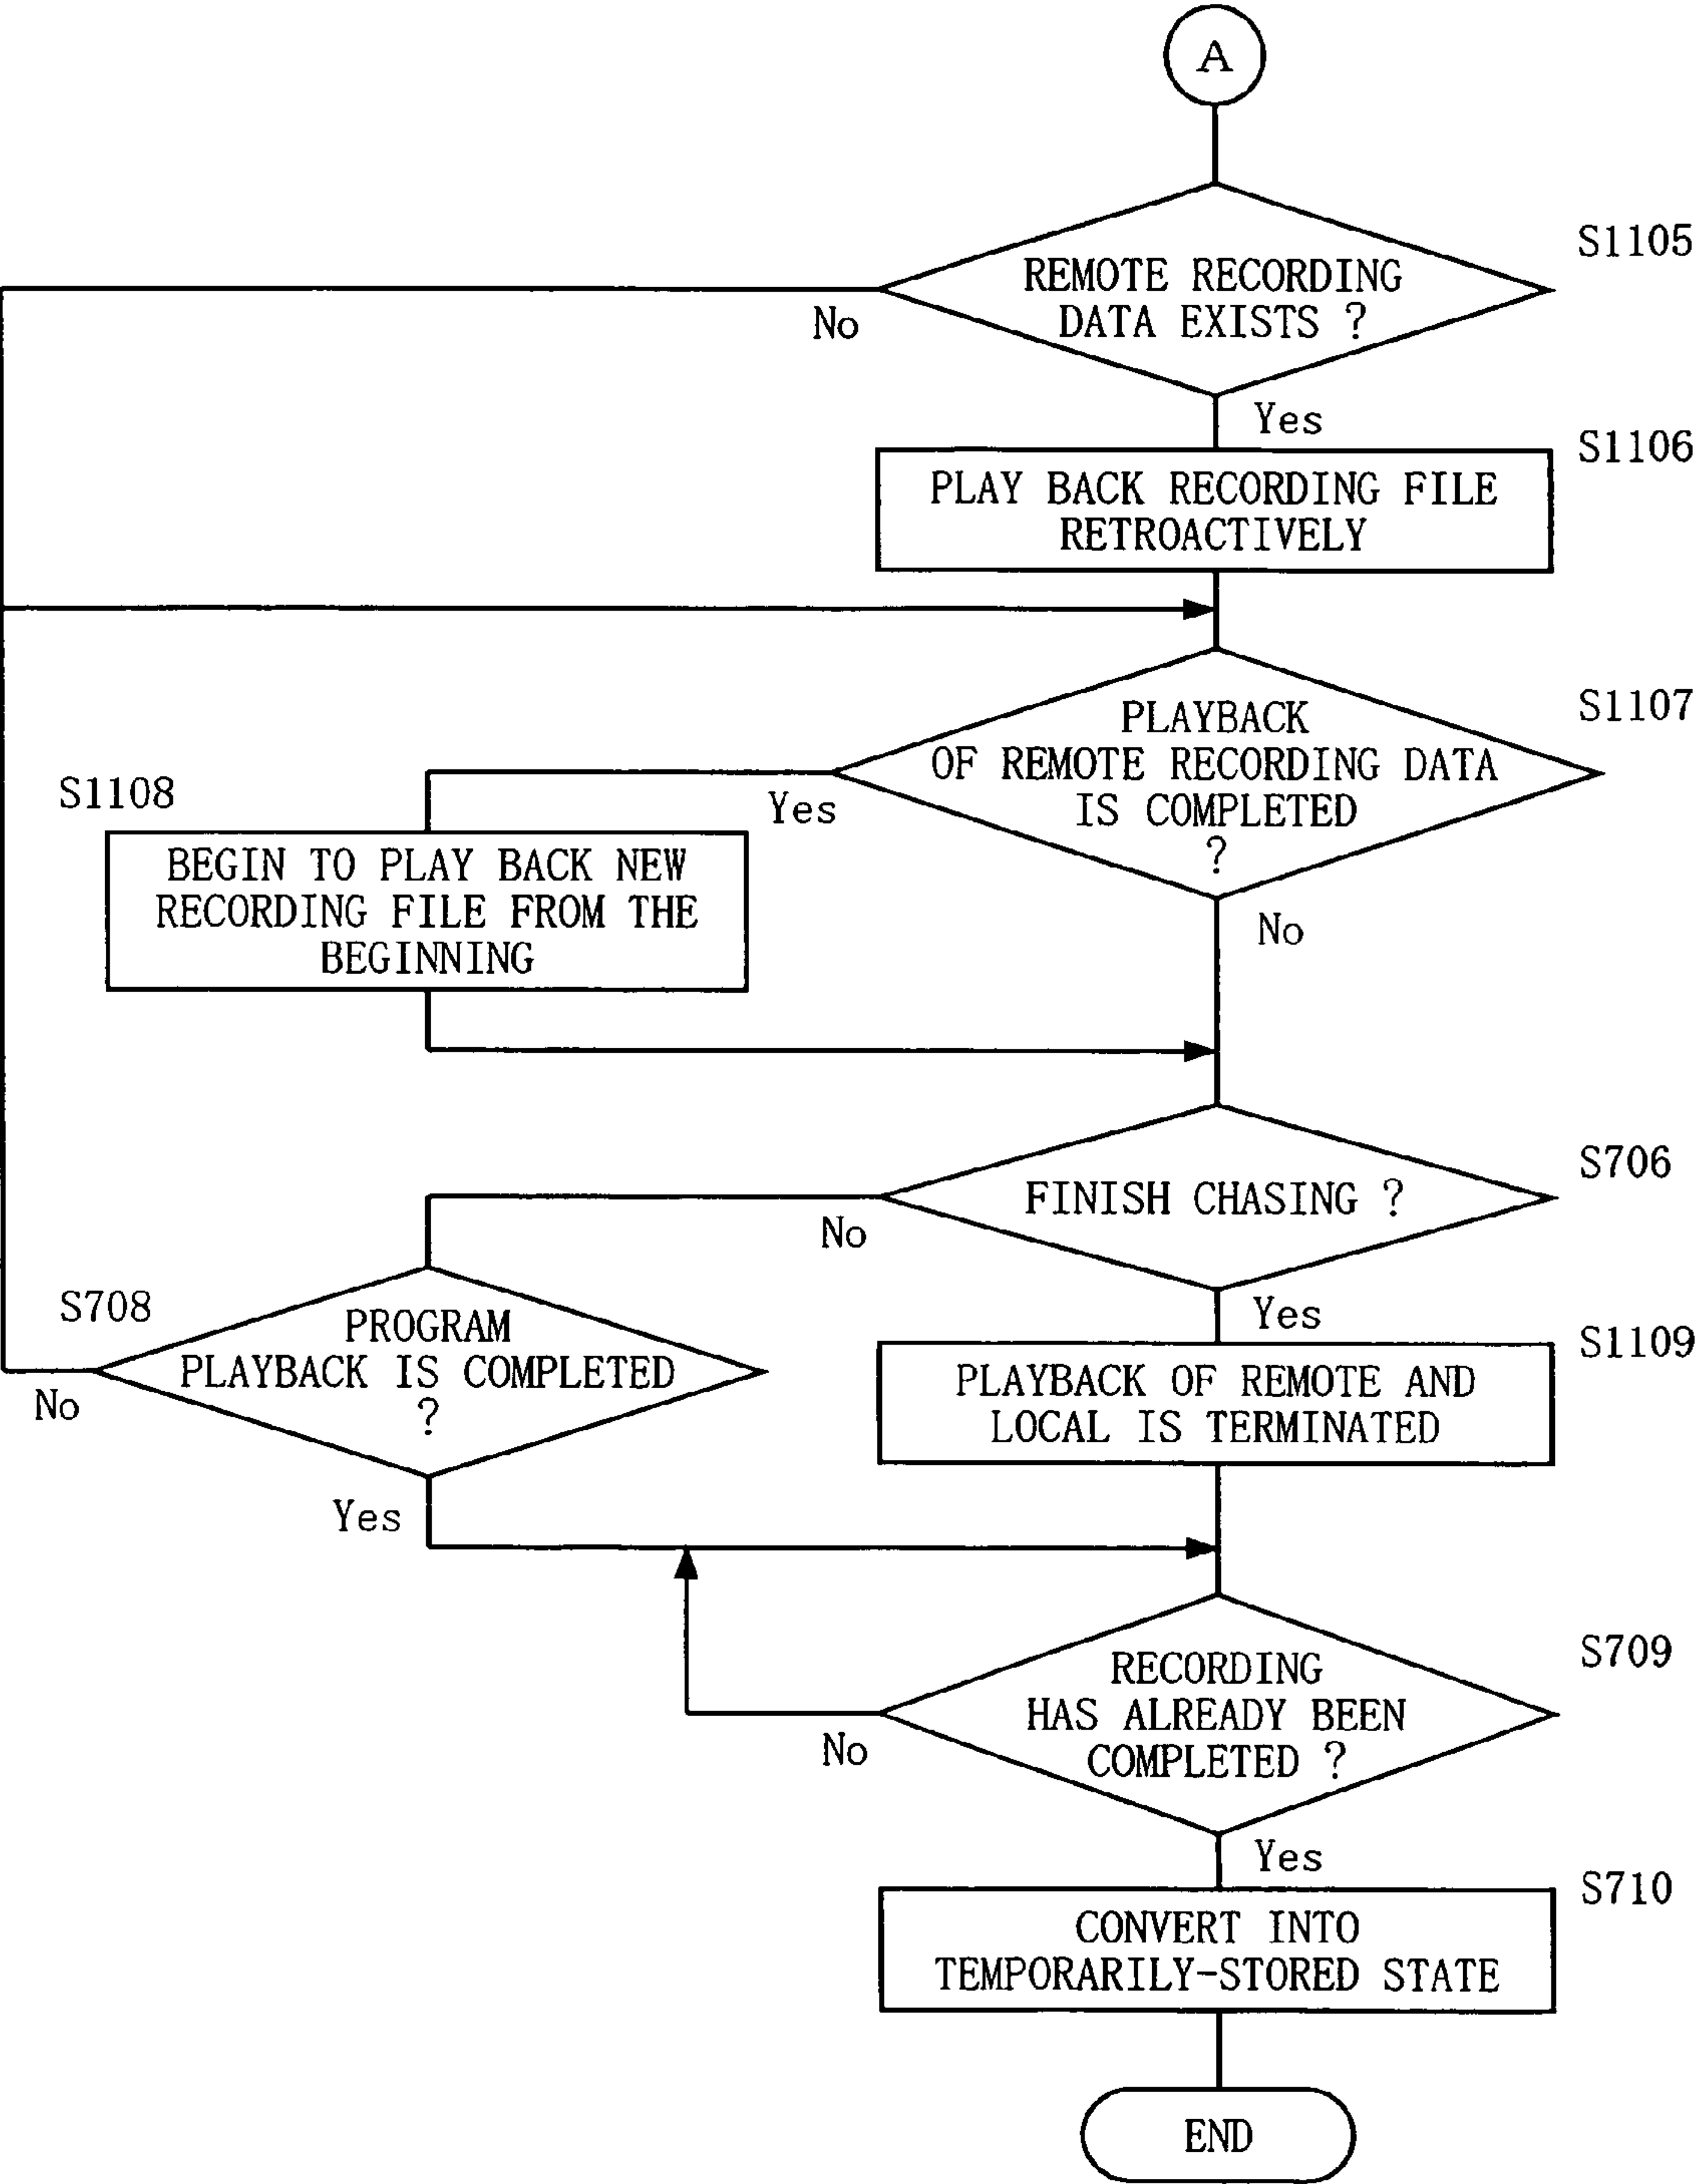 A
S1105
REMOTE RECORDING
DATA EXISTS ?
No
Yes
S1106
PLAY BACK RECORDING FILE
RETROACTIVELY
S1107
PLAYBACK
OF REMOTE RECORDING DATA
IS COMPLETED
?
Yes
No
S1108
BEGIN TO PLAY BACK NEW
RECORDING FILE FROM THE
BEGINNING
S706
FINISH CHASING ?
No
Yes
S708
PROGRAM
PLAYBACK IS COMPLETED
?
No
Yes
S1109
PLAYBACK OF REMOTE AND
LOCAL IS TERMINATED
S709
RECORDING
HAS ALREADY BEEN
COMPLETED ?
No
Yes
S710
CONVERT INTO
TEMPORARILY-STORED STATE
END